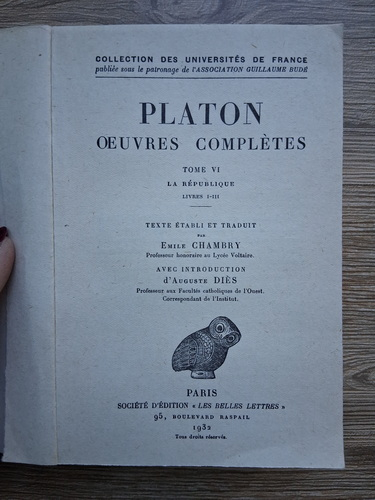 COLLECTION DES UNIVERSITÉS DE FRANCE
publiée sous le patronage de l'ASSOCIATION GUILLAUME BUDÉ
PLATON
OEUVRES COMPLÈTES
TOME VI
LA RÉPUBLIQUE
LIVRES I-III
TEXTE ÉTABLI ET TRADUIT
PAR
EMILE CHAMBRY
Professeur honoraire au Lycée Voltaire.
AVEC INTRODUCTION
d'AUGUSTE DIÈS
Professeur aux Facultés catholiques de l'Ouest.
Correspondant de l'Institut.
PARIS
SOCIÉTÉ D'ÉDITION « LES BELLES LETTRES »
95, BOULEVARD RASPAIL
1932
Tous droits réservés.